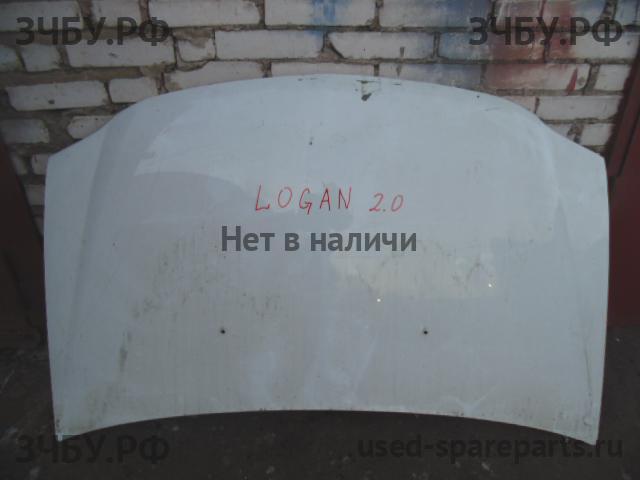 ЗЧБУ.РФ ЗЧБУ.РФ
LOGAN 2.0
Нет в наличи
ЗЧБУ.РФ used-spareparts.ru